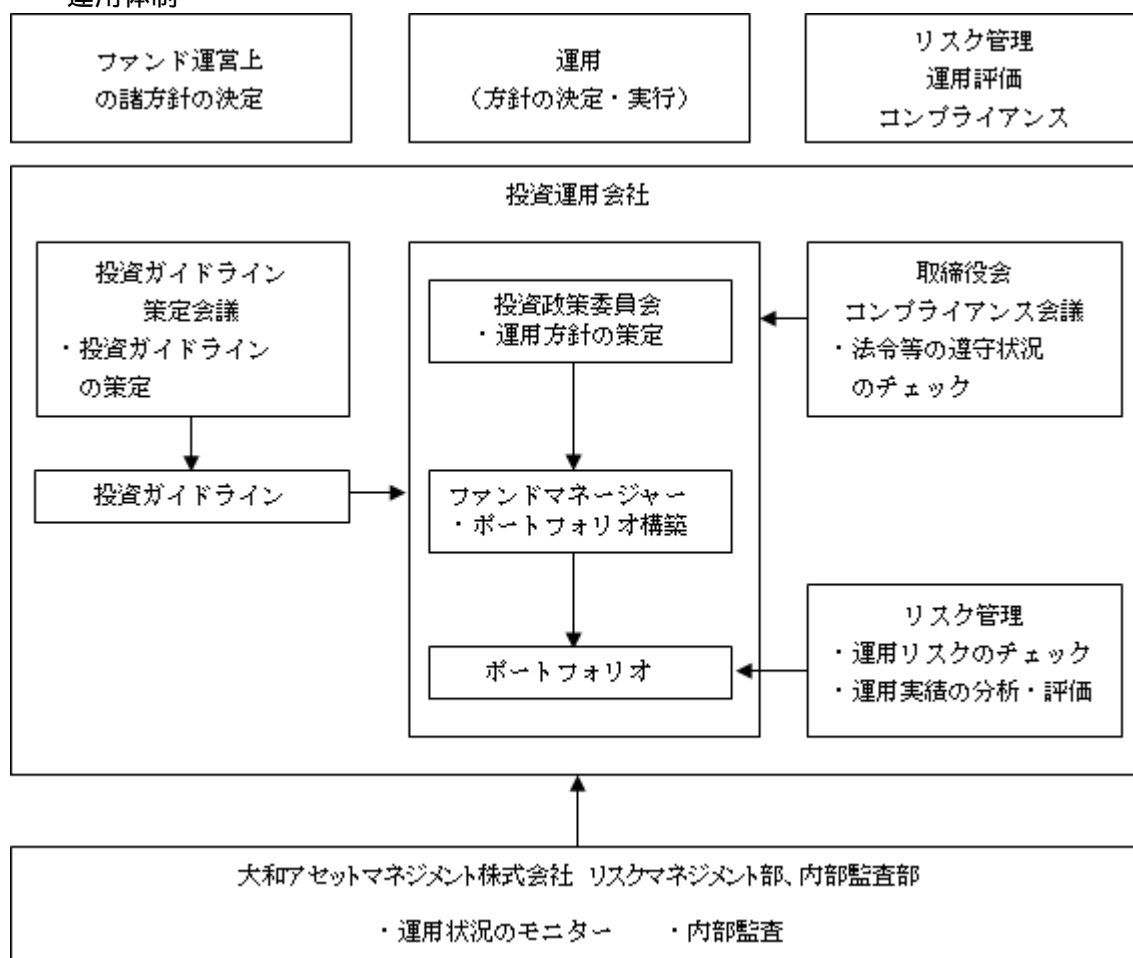 運用体制
ファンド運営上
の諸方針の決定
運用
(方針の決定・実行)
リスク管理
運用評価
コンプライアンス
投資運用会社
投資ガイドライン
策定会議
・投資ガイドライン
の策定
投資ガイドライン
投資政策委員会
・運用方針の策定
ファンドマネージャー
・ポートフォリオ構築
ポートフォリオ
取締役会
コンプライアンス会議
・法令等の遵守状況
のチェック
リスク管理
・運用リスクのチェック
・運用実績の分析・評価
大和アセットマネジメント株式会社 リスクマネジメント部、内部監査部
・運用状況のモニター ・内部監査